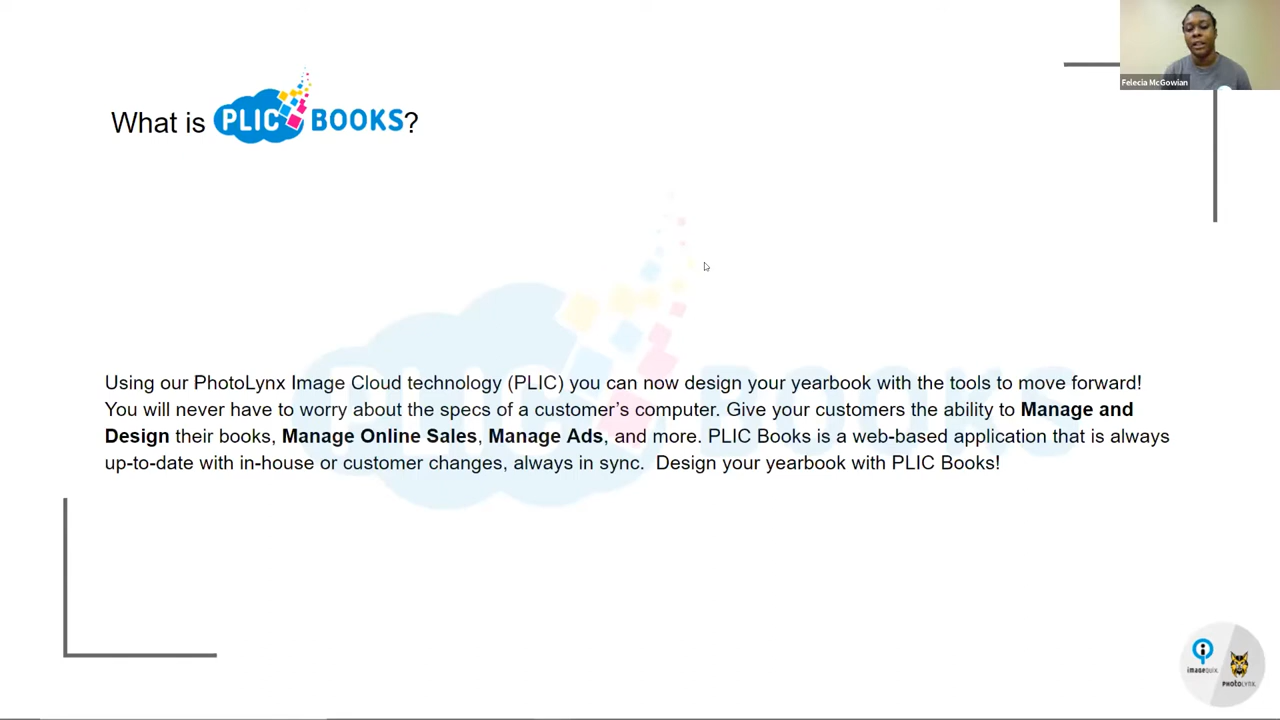 Felecia McGowian
What is PLIC BOOKS?
Using our PhotoLynx Image Cloud technology (PLIC) you can now design your yearbook with the tools to move forward!
You will never have to worry about the specs of a customer’s computer. Give your customers the ability to Manage and
Design their books, Manage Online Sales, Manage Ads, and more. PLIC Books is a web-based application that is always
up-to-date with in-house or customer changes, always in sync.  Design your yearbook with PLIC Books!
PLIC BOOKS
imagequix
PHOTOLYNX